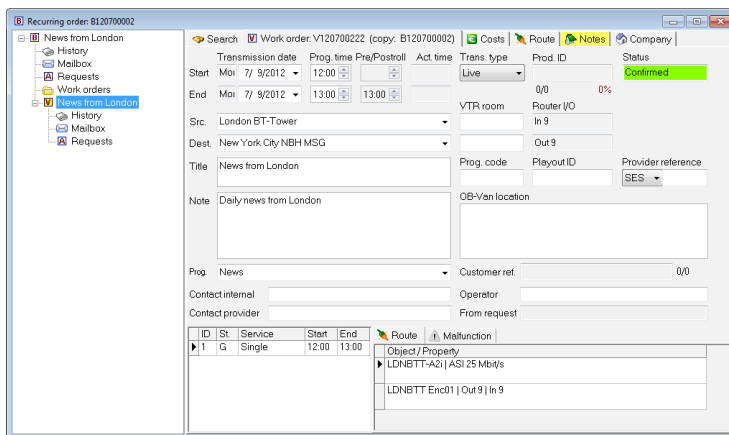 Recurring order: B120700002
B News from London
History
Mailbox
A Requests
Work orders
V News from London
History
Mailbox
A Requests
Search V Work order: V120700222 (copy: B120700002) Costs Route Notes Company
Transmission date Prog. time Pre/Postroll Act. time Trans. type Prod. ID Status
Start Mo 7/ 9/2012 12:00 Live Confirmed
0/0 0%
End Mo 7/ 9/2012 13:00 13:00
VTR room Router I/O
Src. London BT-Tower In 9
Dest. New York City NBH MSG Out 9
Prog. code Playout ID Provider reference
Title News from London SES
Note Daily news from London OB-Van location
Prog. News Customer ref. 0/0
Contact internal Operator
Contact provider From request
ID St. Service Start End
1 G Single 12:00 13:00
Route Malfunction
Object / Property
LDNBTT-A2i | ASI 25 Mbit/s
LDNBTT Enc01 | Out 9 | In 9